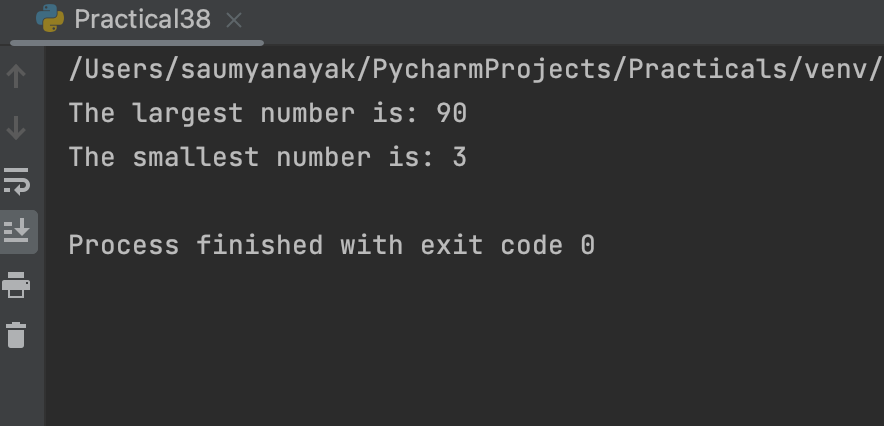 Practical38
/Users/saumyanayak/PycharmProjects/Practicals/venv/
The largest number is: 90
The smallest number is: 3
Process finished with exit code 0